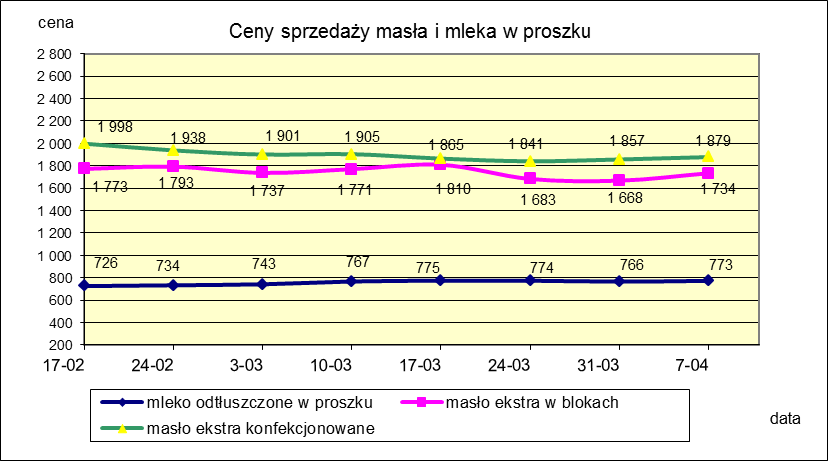 cena
Ceny sprzedaży masła i mleka w proszku
2 800
2 600
2 400
2 200
2 000
1 800
1 600
1 400
1 200
1 000
800
600
400
200
1 998 1 938 1 901 1 905 1 865 1 841 1 857 1 879
1 773 1 793 1 737 1 771 1 810 1 683 1 668 1 734
726 734 743 767 775 774 766 773
17-02 24-02 3-03 10-03 17-03 24-03 31-03 7-04
mleko odtłuszczone w proszku masło ekstra w blokach
masło ekstra konfekcjonowane
data